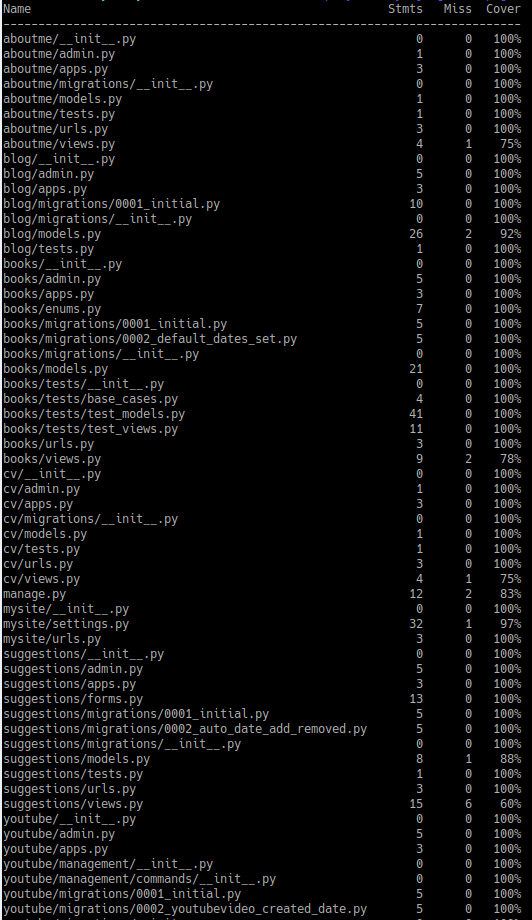 Name Stmts Miss Cover
--------------------------------------------------------------------------
aboutme/__init__.py 0 0 100%
aboutme/admin.py 1 0 100%
aboutme/apps.py 3 0 100%
aboutme/migrations/__init__.py 0 0 100%
aboutme/models.py 1 0 100%
aboutme/tests.py 1 0 100%
aboutme/urls.py 3 0 100%
aboutme/views.py 4 1 75%
blog/__init__.py 0 0 100%
blog/admin.py 5 0 100%
blog/apps.py 3 0 100%
blog/migrations/0001_initial.py 10 0 100%
blog/migrations/__init__.py 0 0 100%
blog/models.py 26 2 92%
blog/tests.py 1 0 100%
books/__init__.py 0 0 100%
books/admin.py 5 0 100%
books/apps.py 3 0 100%
books/enums.py 7 0 100%
books/migrations/0001_initial.py 5 0 100%
books/migrations/0002_default_dates_set.py 5 0 100%
books/migrations/__init__.py 0 0 100%
books/models.py 21 0 100%
books/tests/__init__.py 0 0 100%
books/tests/base_cases.py 4 0 100%
books/tests/test_models.py 41 0 100%
books/tests/test_views.py 11 0 100%
books/urls.py 3 0 100%
books/views.py 9 2 78%
cv/__init__.py 0 0 100%
cv/admin.py 1 0 100%
cv/apps.py 3 0 100%
cv/migrations/__init__.py 0 0 100%
cv/models.py 1 0 100%
cv/tests.py 1 0 100%
cv/urls.py 3 0 100%
cv/views.py 4 1 75%
manage.py 12 2 83%
mysite/__init__.py 0 0 100%
mysite/settings.py 32 1 97%
mysite/urls.py 3 0 100%
suggestions/__init__.py 0 0 100%
suggestions/admin.py 5 0 100%
suggestions/apps.py 3 0 100%
suggestions/forms.py 13 0 100%
suggestions/migrations/0001_initial.py 5 0 100%
suggestions/migrations/0002_auto_date_add_removed.py 5 0 100%
suggestions/migrations/__init__.py 0 0 100%
suggestions/models.py 8 1 88%
suggestions/tests.py 1 0 100%
suggestions/urls.py 3 0 100%
suggestions/views.py 15 6 60%
youtube/__init__.py 0 0 100%
youtube/admin.py 5 0 100%
youtube/apps.py 3 0 100%
youtube/management/__init__.py 0 0 100%
youtube/management/commands/__init__.py 0 0 100%
youtube/migrations/0001_initial.py 5 0 100%
youtube/migrations/0002_youtubevideo_created_date.py 5 0 100%